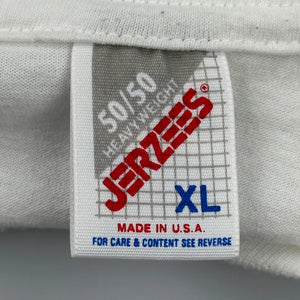 50/50
HEAVYWEIGHT
JERZEES
XL
MADE IN U.S.A.
FOR CARE & CONTENT SEE REVERSE